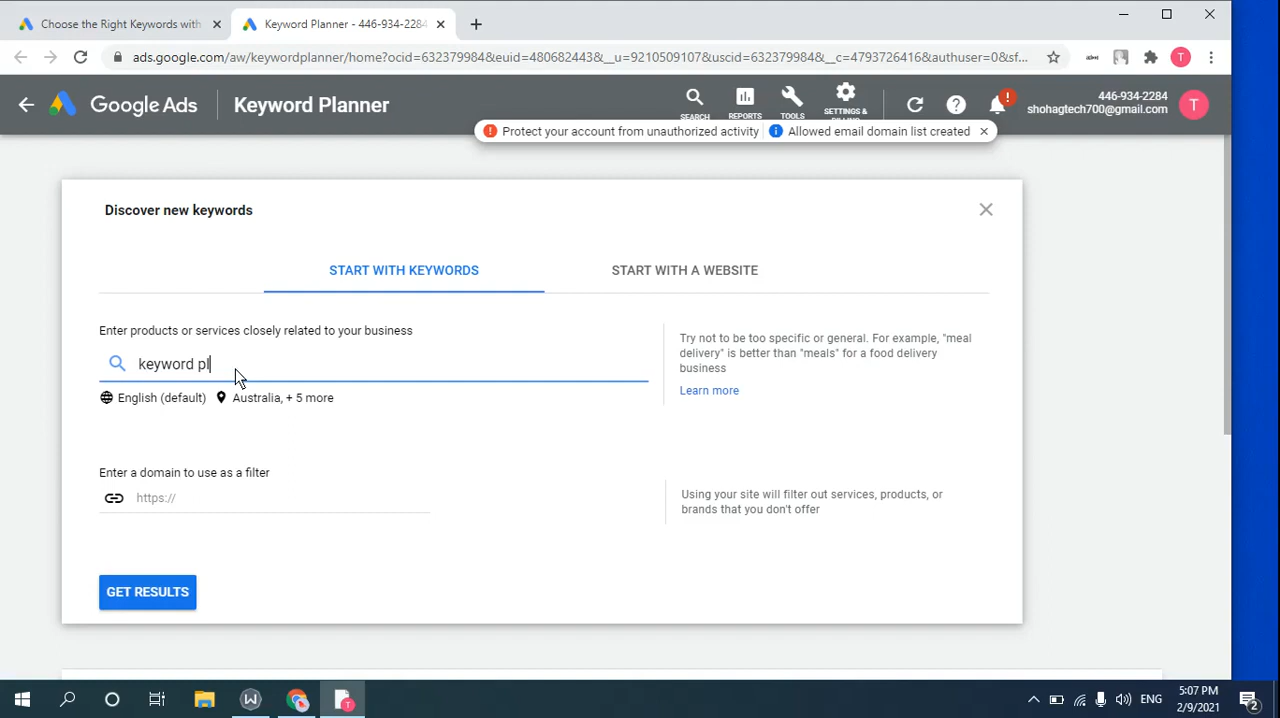 Choose the Right Keywords with
Keyword Planner - 446-934-2284
ads.google.com/aw/keywordplanner/home?ocid=632379984&euid=480682443&__u=9210509107&uscid=632379984&__c=4793726416&authuser=0&sf...
T
Google Ads
Keyword Planner
SEARCH
REPORTS
TOOLS
SETTINGS &
446-934-2284
shohagtech700@gmail.com
T
Protect your account from unauthorized activity
Allowed email domain list created
Discover new keywords
START WITH KEYWORDS
START WITH A WEBSITE
Enter products or services closely related to your business
keyword pl
English (default)
Australia, + 5 more
Try not to be too specific or general. For example, "meal
delivery" is better than "meals" for a food delivery
business
Learn more
Enter a domain to use as a filter
https://
Using your site will filter out services, products, or
brands that you don't offer
GET RESULTS
W
T
ENG
5:07 PM
2/9/2021
2